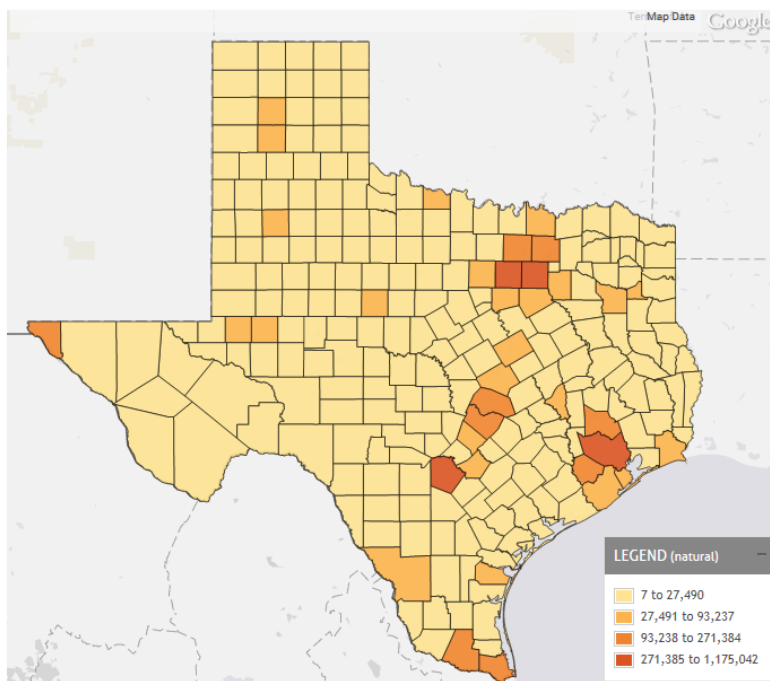 Map Data
Google
LEGEND (natural)
7 to 27,490
27,491 to 93,237
93,238 to 271,384
271,385 to 1,175,042